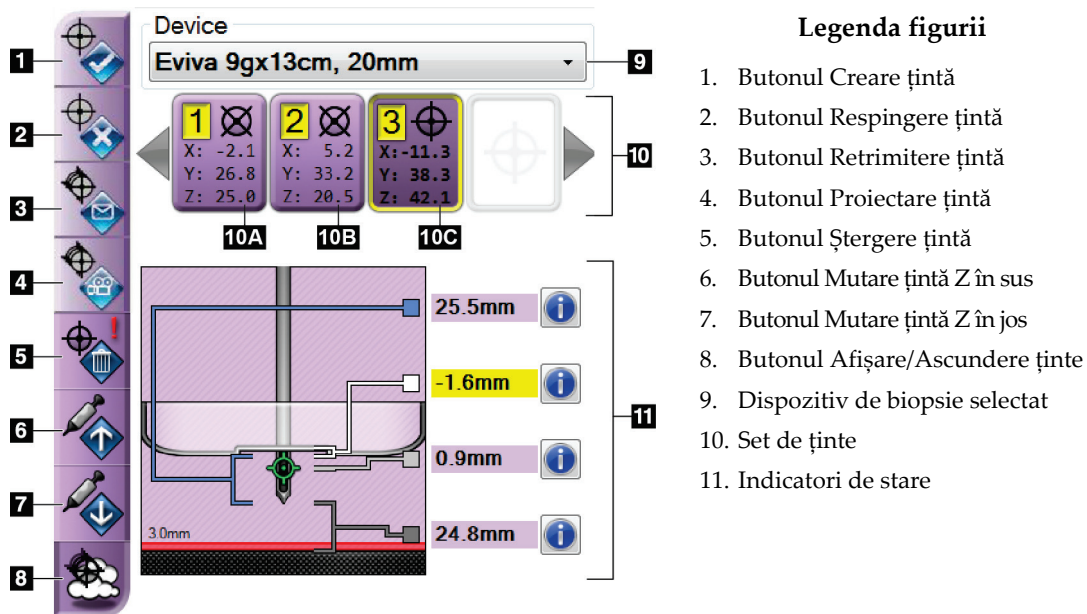 Device
Eviva 9gx13cm, 20mm
1
2
3
4
5
6
7
8
9
10
11
1
X: -2.1
Y: 26.8
Z: 25.0
2
X: 5.2
Y: 33.2
Z: 20.5
3
X:-11.3
Y: 38.3
Z: 42.1
10A
10B
10C
!
25.5mm
-1.6mm
0.9mm
24.8mm
i
i
i
i
3.0mm
Legenda figurii
1. Butonul Creare țintă
2. Butonul Respingere țintă
3. Butonul Retrimitere țintă
4. Butonul Proiectare țintă
5. Butonul Ștergere țintă
6. Butonul Mutare țintă Z în sus
7. Butonul Mutare țintă Z în jos
8. Butonul Afișare/Ascundere ținte
9. Dispozitiv de biopsie selectat
10. Set de ținte
11. Indicatori de stare